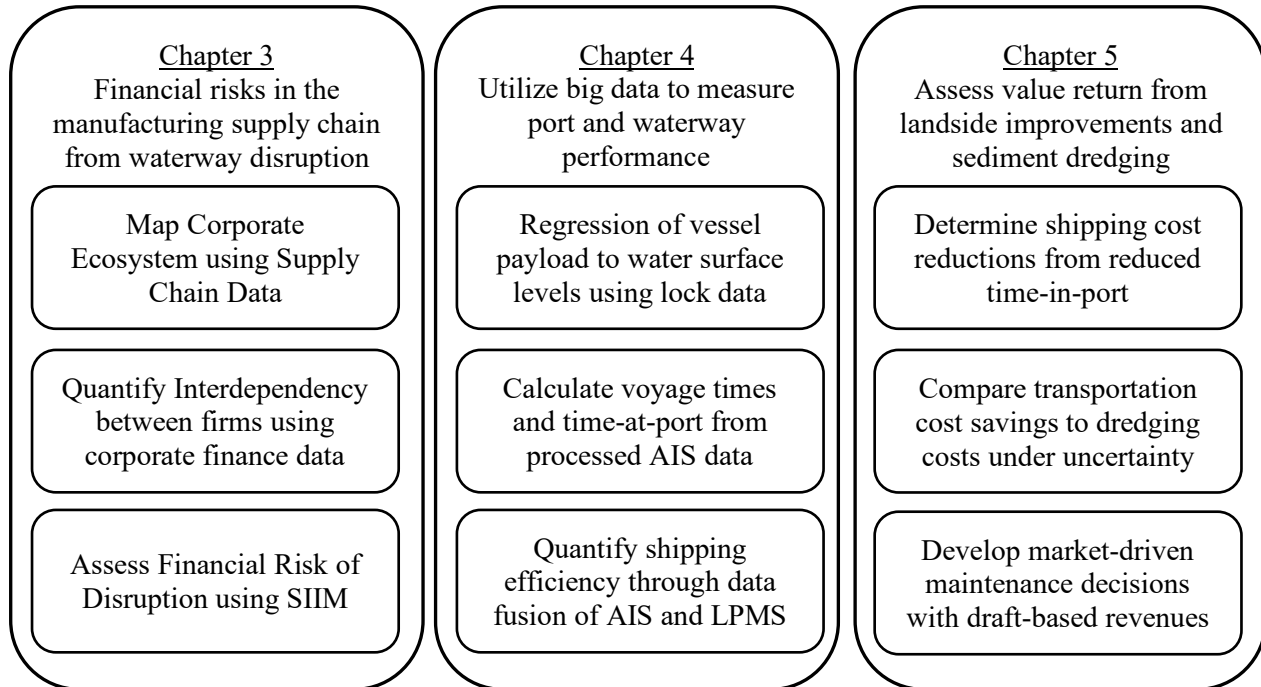 Chapter 3
Financial risks in the
manufacturing supply chain
from waterway disruption
Map Corporate
Ecosystem using Supply
Chain Data
Quantify Interdependency
between firms using
corporate finance data
Assess Financial Risk of
Disruption using SIIM
Chapter 4
Utilize big data to measure
port and waterway
performance
Regression of vessel
payload to water surface
levels using lock data
Calculate voyage times
and time-at-port from
processed AIS data
Quantify shipping
efficiency through data
fusion of AIS and LPMS
Chapter 5
Assess value return from
landside improvements and
sediment dredging
Determine shipping cost
reductions from reduced
time-in-port
Compare transportation
cost savings to dredging
costs under uncertainty
Develop market-driven
maintenance decisions
with draft-based revenues